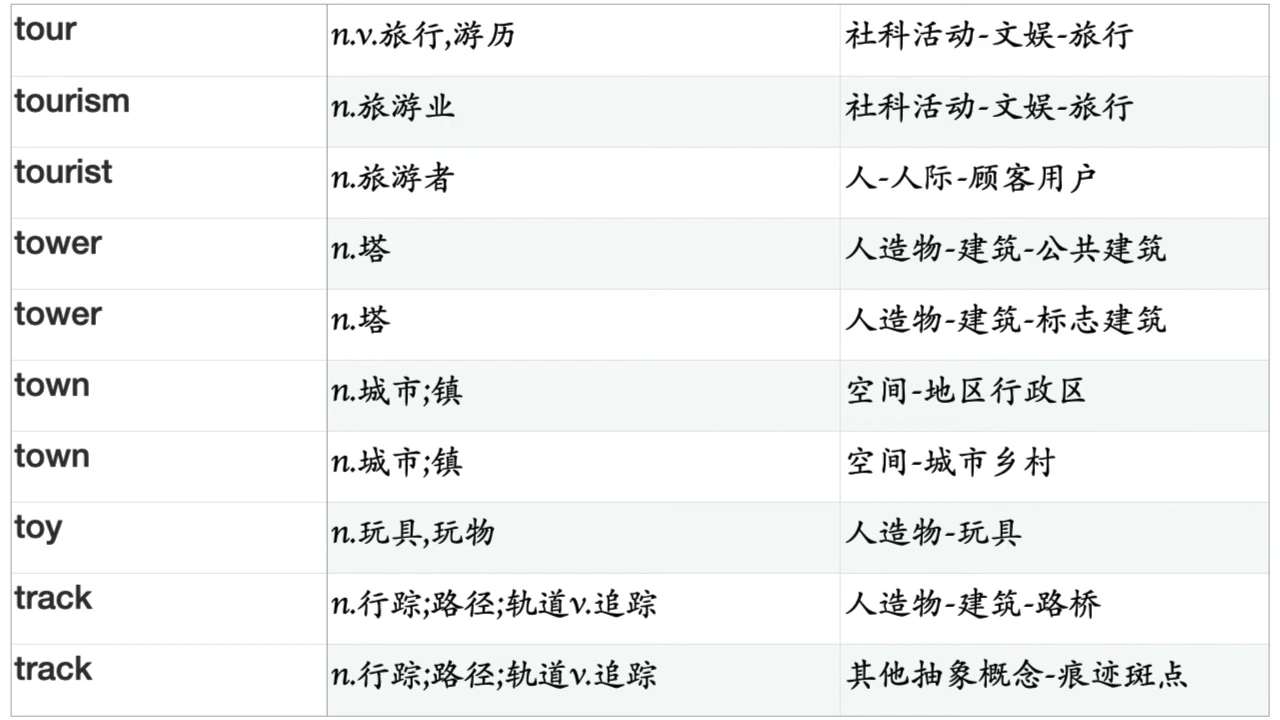 tour n.v.旅行,游历 社科活动-文娱-旅行
tourism n.旅游业 社科活动-文娱-旅行
tourist n.旅游者 人-人际-顾客用户
tower n.塔 人造物-建筑-公共建筑
tower n.塔 人造物-建筑-标志建筑
town n.城市;镇 空间-地区行政区
town n.城市;镇 空间-城市乡村
toy n.玩具,玩物 人造物-玩具
track n.行踪;路径;轨道v.追踪 人造物-建筑-路桥
track n.行踪;路径;轨道v.追踪 其他抽象概念-痕迹斑点